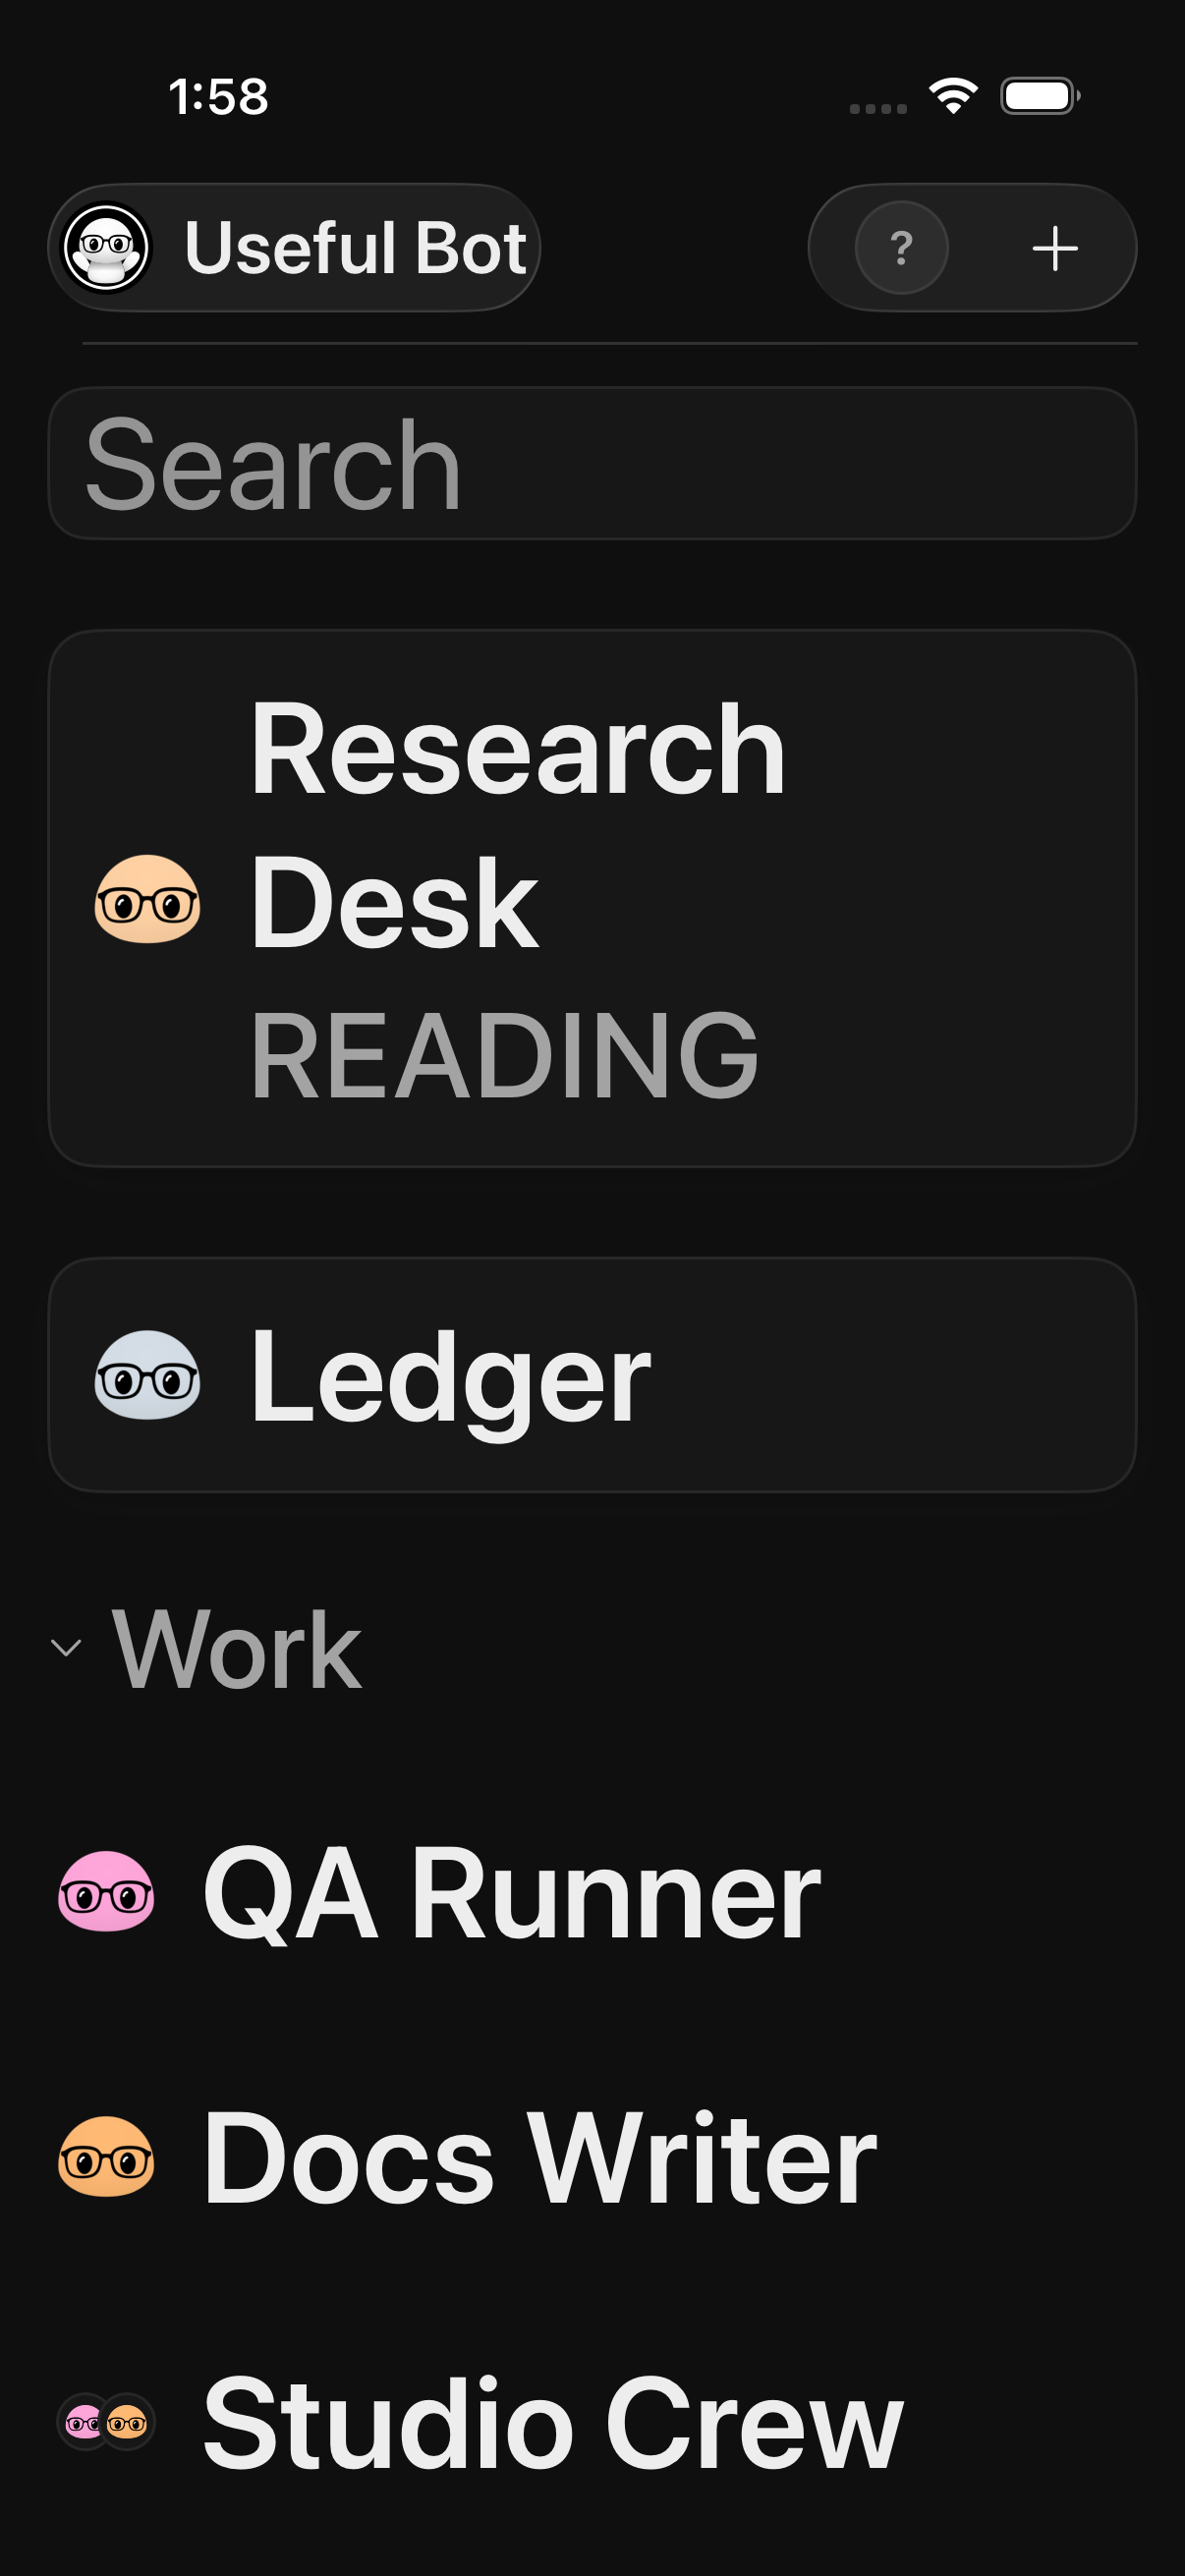 1:58
Useful Bot
?
Search
Research
Desk
READING
Ledger
Work
QA Runner
Docs Writer
Studio Crew